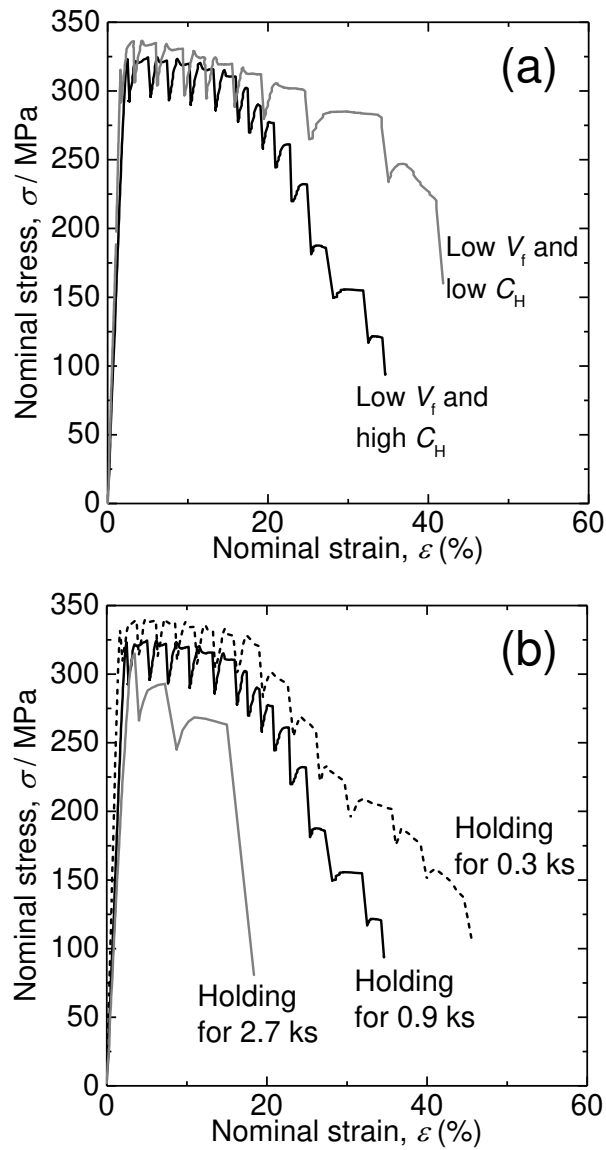 350
(a)
300
250
200
150
100
50
0
Nominal stress, σ / MPa
Low Vf and
low CH
Low Vf and
high CH
0 20 40 60
Nominal strain, ε (%)
350
(b)
300
250
200
150
100
50
0
Nominal stress, σ / MPa
Holding
for 0.3 ks
Holding
for 0.9 ks
Holding
for 2.7 ks
0 20 40 60
Nominal strain, ε (%)